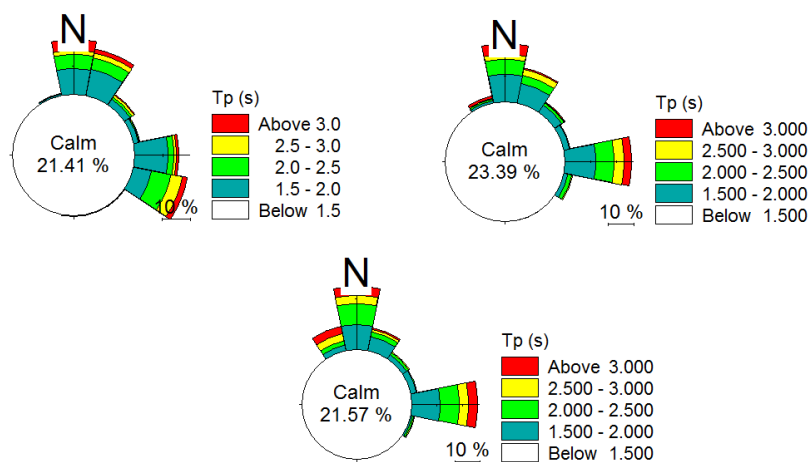 N
Calm
21.41 %
10 %
Tp (s)
Above 3.0
2.5 - 3.0
2.0 - 2.5
1.5 - 2.0
Below 1.5
N
Calm
23.39 %
10 %
Tp (s)
Above 3.000
2.500 - 3.000
2.000 - 2.500
1.500 - 2.000
Below 1.500
N
Calm
21.57 %
10 %
Tp (s)
Above 3.000
2.500 - 3.000
2.000 - 2.500
1.500 - 2.000
Below 1.500